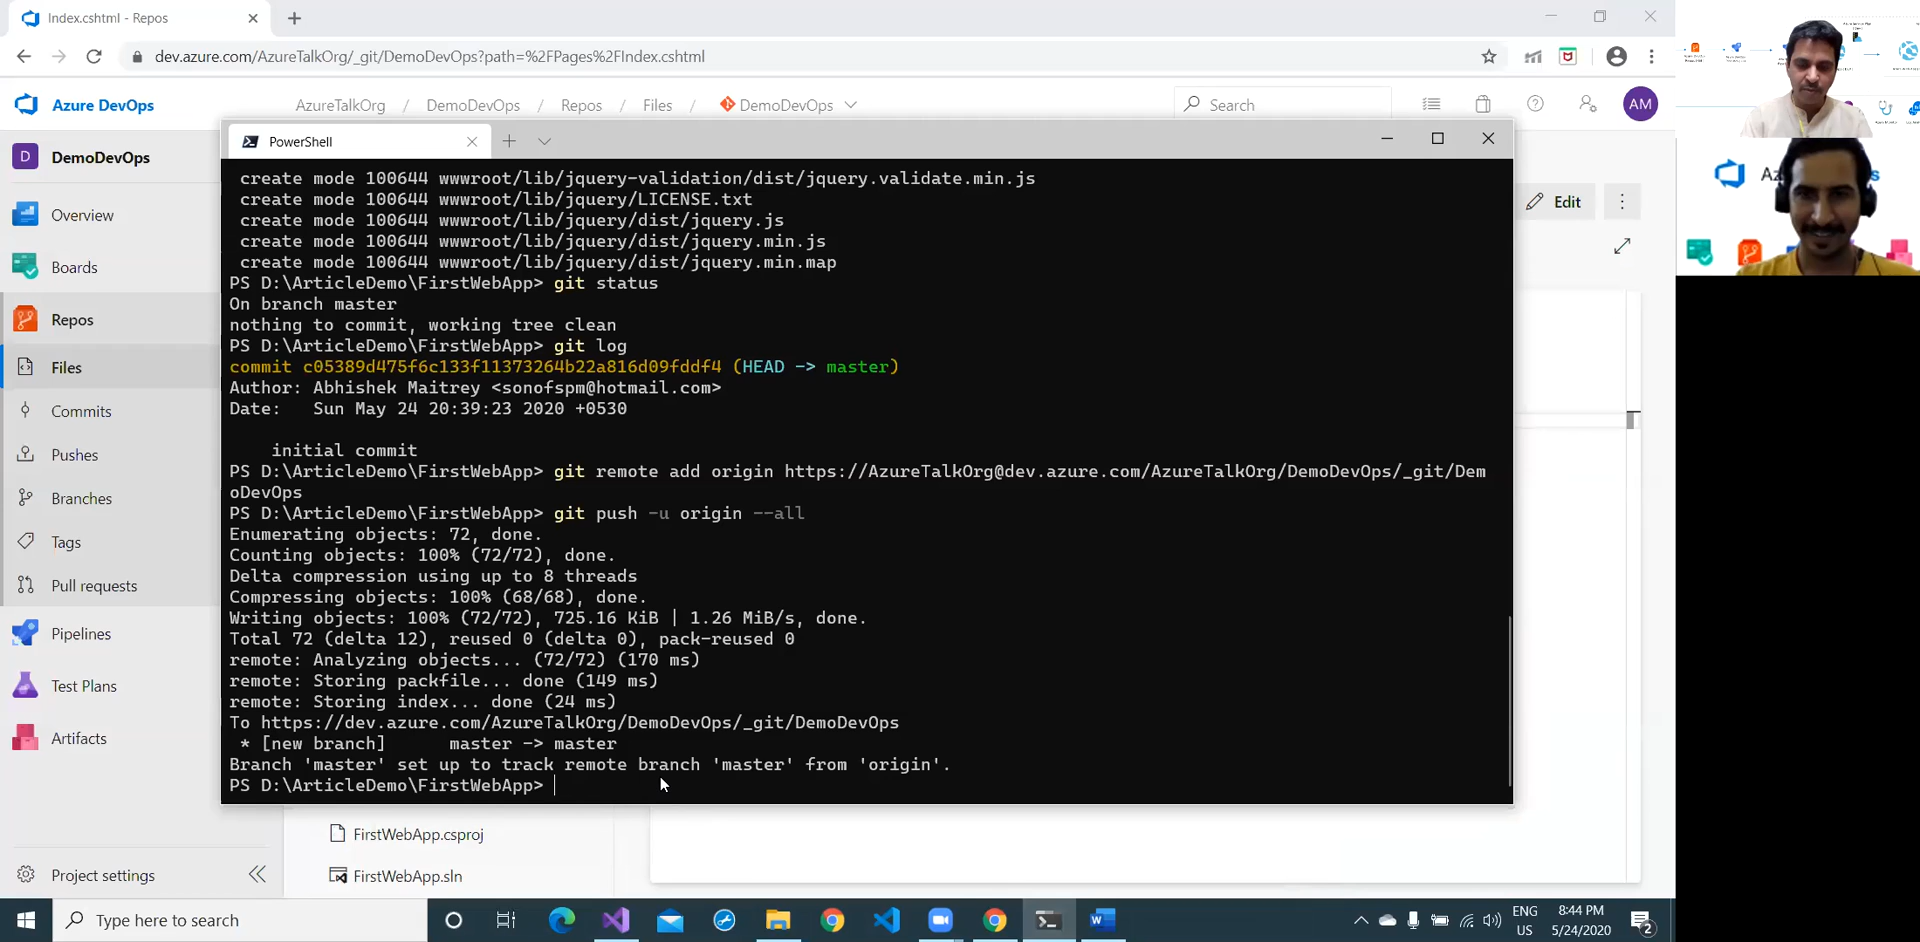 Index.cshtml - Repos
dev.azure.com/AzureTalkOrg/_git/DemoDevOps?path=%2FPages%2FIndex.cshtml
Azure DevOps
AzureTalkOrg / DemoDevOps / Repos / Files / DemoDevOps
Search
AM
D DemoDevOps
Overview
Boards
Repos
Files
Commits
Pushes
Branches
Tags
Pull requests
Pipelines
Test Plans
Artifacts
Project settings
Edit
PowerShell
create mode 100644 wwwroot/lib/jquery-validation/dist/jquery.validate.min.js
create mode 100644 wwwroot/lib/jquery/LICENSE.txt
create mode 100644 wwwroot/lib/jquery/dist/jquery.js
create mode 100644 wwwroot/lib/jquery/dist/jquery.min.js
create mode 100644 wwwroot/lib/jquery/dist/jquery.min.map
PS D:\ArticleDemo\FirstWebApp> git status
On branch master
nothing to commit, working tree clean
PS D:\ArticleDemo\FirstWebApp> git log
commit c05389d475f6c133f11373264b22a816d09fddf4 (HEAD -> master)
Author: Abhishek Maitrey <sonofspm@hotmail.com>
Date:   Sun May 24 20:39:23 2020 +0530
initial commit
PS D:\ArticleDemo\FirstWebApp> git remote add origin https://AzureTalkOrg@dev.azure.com/AzureTalkOrg/DemoDevOps/_git/Dem
oDevOps
PS D:\ArticleDemo\FirstWebApp> git push -u origin --all
Enumerating objects: 72, done.
Counting objects: 100% (72/72), done.
Delta compression using up to 8 threads
Compressing objects: 100% (68/68), done.
Writing objects: 100% (72/72), 725.16 KiB | 1.26 MiB/s, done.
Total 72 (delta 12), reused 0 (delta 0), pack-reused 0
remote: Analyzing objects... (72/72) (170 ms)
remote: Storing packfile... done (149 ms)
remote: Storing index... done (24 ms)
To https://dev.azure.com/AzureTalkOrg/DemoDevOps/_git/DemoDevOps
* [new branch]      master -> master
Branch 'master' set up to track remote branch 'master' from 'origin'.
PS D:\ArticleDemo\FirstWebApp>
FirstWebApp.csproj
FirstWebApp.sln
Type here to search
ENG
US
8:44 PM
5/24/2020
2